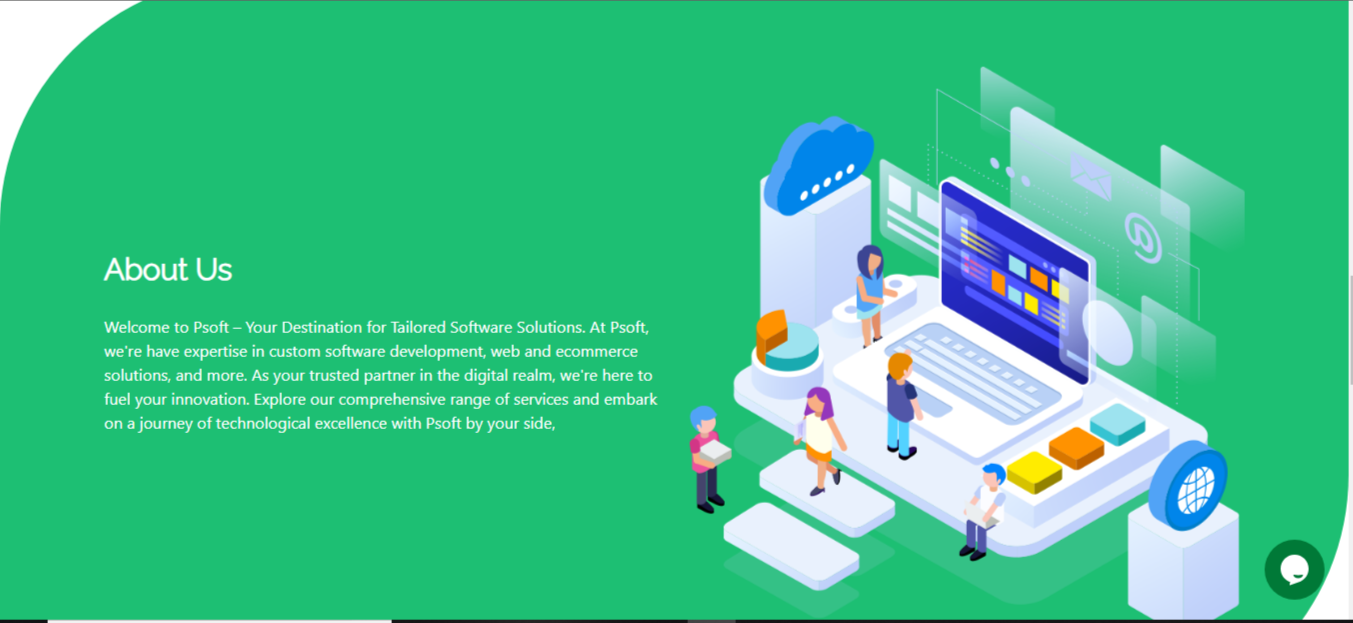 About Us
Welcome to Psoft – Your Destination for Tailored Software Solutions. At Psoft,
we're have expertise in custom software development, web and ecommerce
solutions, and more. As your trusted partner in the digital realm, we're here to
fuel your innovation. Explore our comprehensive range of services and embark
on a journey of technological excellence with Psoft by your side,